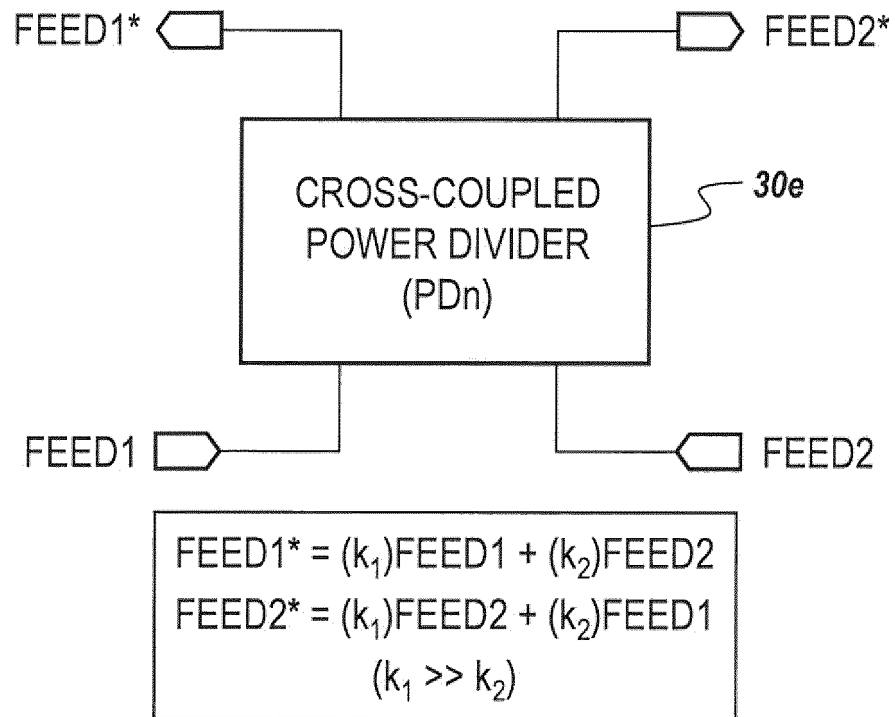 FEED1*
FEED2*
CROSS-COUPLED
POWER DIVIDER
(PDn)
30e
FEED1
FEED2
FEED1* = (k₁)FEED1 + (k₂)FEED2
FEED2* = (k₁)FEED2 + (k₂)FEED1
(k₁ >> k₂)